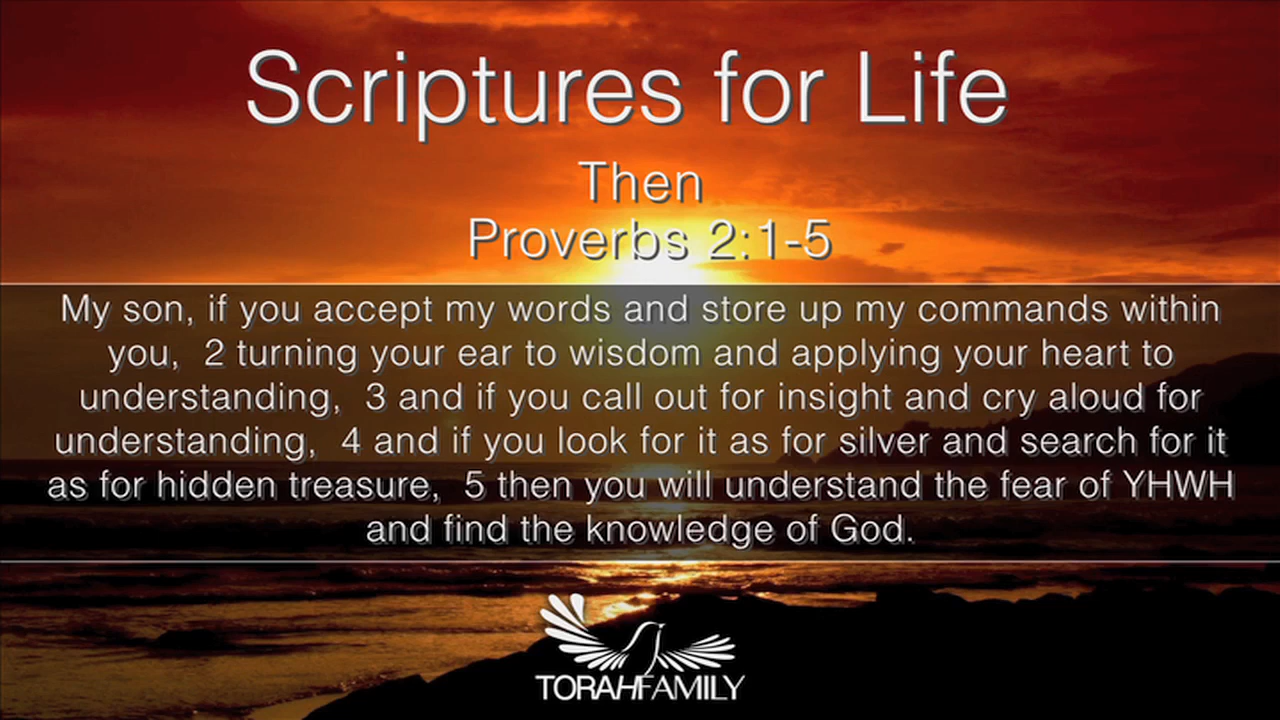 Scriptures for Life
Then
Proverbs 2:1-5
My son, if you accept my words and store up my commands within
you, 2 turning your ear to wisdom and applying your heart to
understanding, 3 and if you call out for insight and cry aloud for
understanding, 4 and if you look for it as for silver and search for it
as for hidden treasure, 5 then you will understand the fear of YHWH
and find the knowledge of God.
TORAHFAMILY